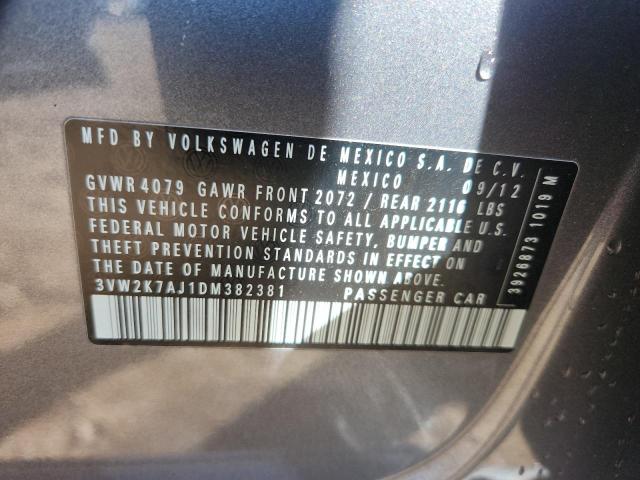 MFD BY VOLKSWAGEN DE MEXICO S.A. DE C.V.
MEXICO 09/12
GVWR 4079 GAWR FRONT 2072 / REAR 2116 LBS
THIS VEHICLE CONFORMS TO ALL APPLICABLE U.S.
FEDERAL MOTOR VEHICLE SAFETY, BUMPER AND
THEFT PREVENTION STANDARDS IN EFFECT ON
THE DATE OF MANUFACTURE SHOWN ABOVE.
3VW2K7AJ1DM382381 PASSENGER CAR
3926873 1019 M